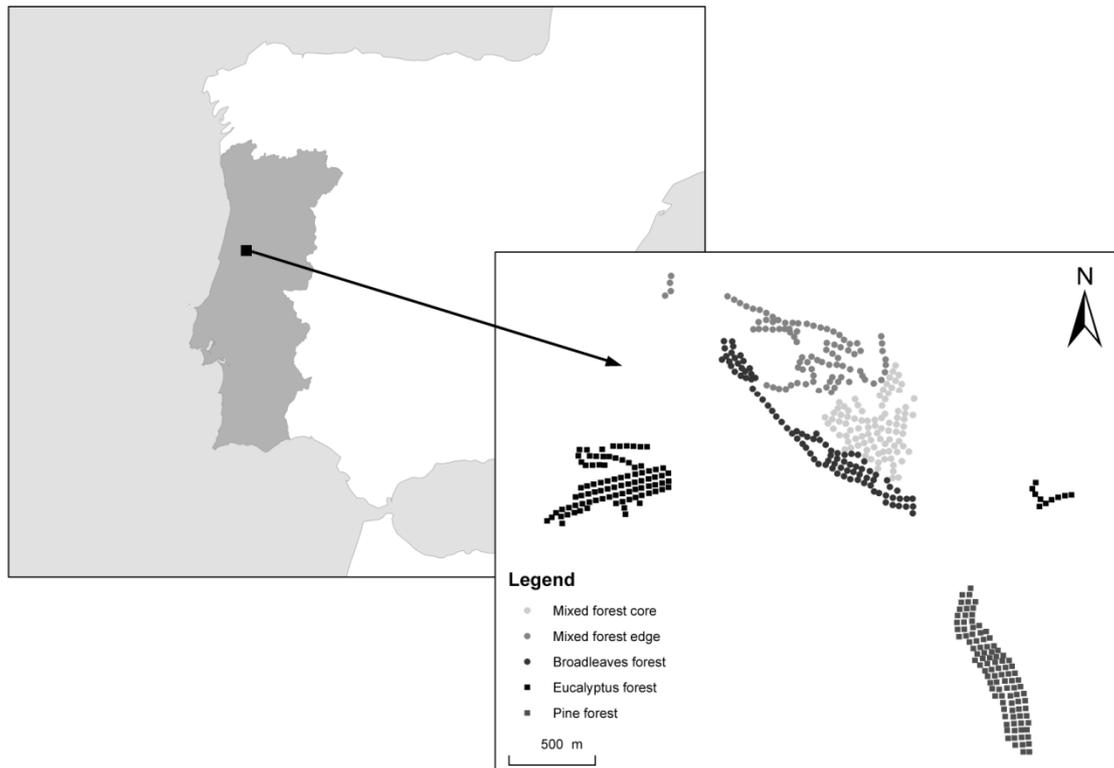 N
Legend
Mixed forest core
Mixed forest edge
Broadleaves forest
Eucalyptus forest
Pine forest
500 m